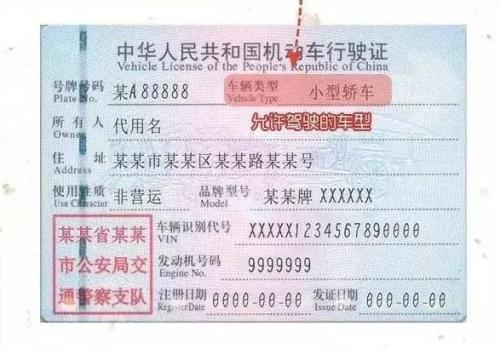 中华人民共和国机动车行驶证
Vehicle License of the People's Republic of China
号牌号码 某A88888 车辆类型 小型轿车
Plate No. Vehicle Type
所有人 代用名 允许驾驶的车型
Owner
住址 某某市某某区某某路某某号
Address
使用性质 非营运 品牌型号 某某牌 XXXXXX
Use Character Model
某某省某某 车辆识别代号 XXXXX1234567890000
VIN
市公安局交 发动机号码 9999999
Engine No.
通警察支队 注册日期 0000-00-00 发证日期 0000-00-00
Register Date Issue Date